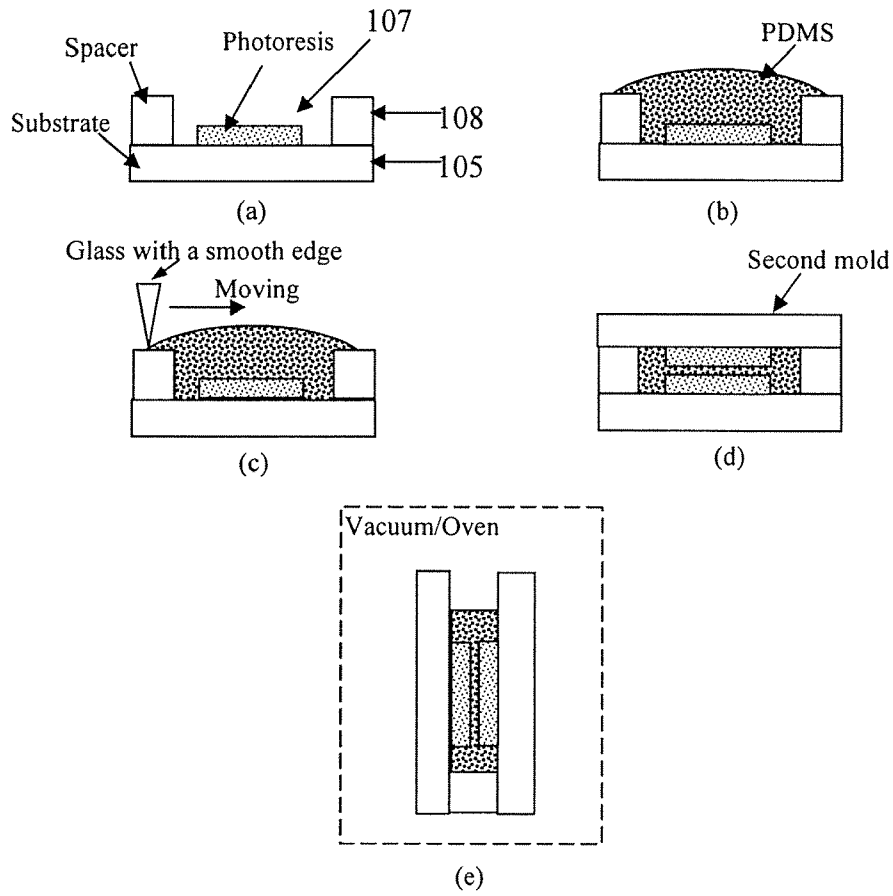 Spacer
Photoresis
107
Substrate
108
105
(a)
PDMS
(b)
Glass with a smooth edge
Moving
(c)
Second mold
(d)
Vacuum/Oven
(e)